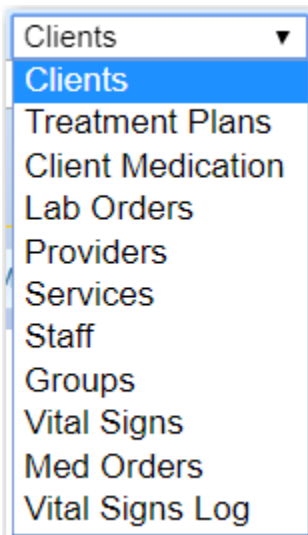 Clients
Clients
Treatment Plans
Client Medication
Lab Orders
Providers
Services
Staff
Groups
Vital Signs
Med Orders
Vital Signs Log